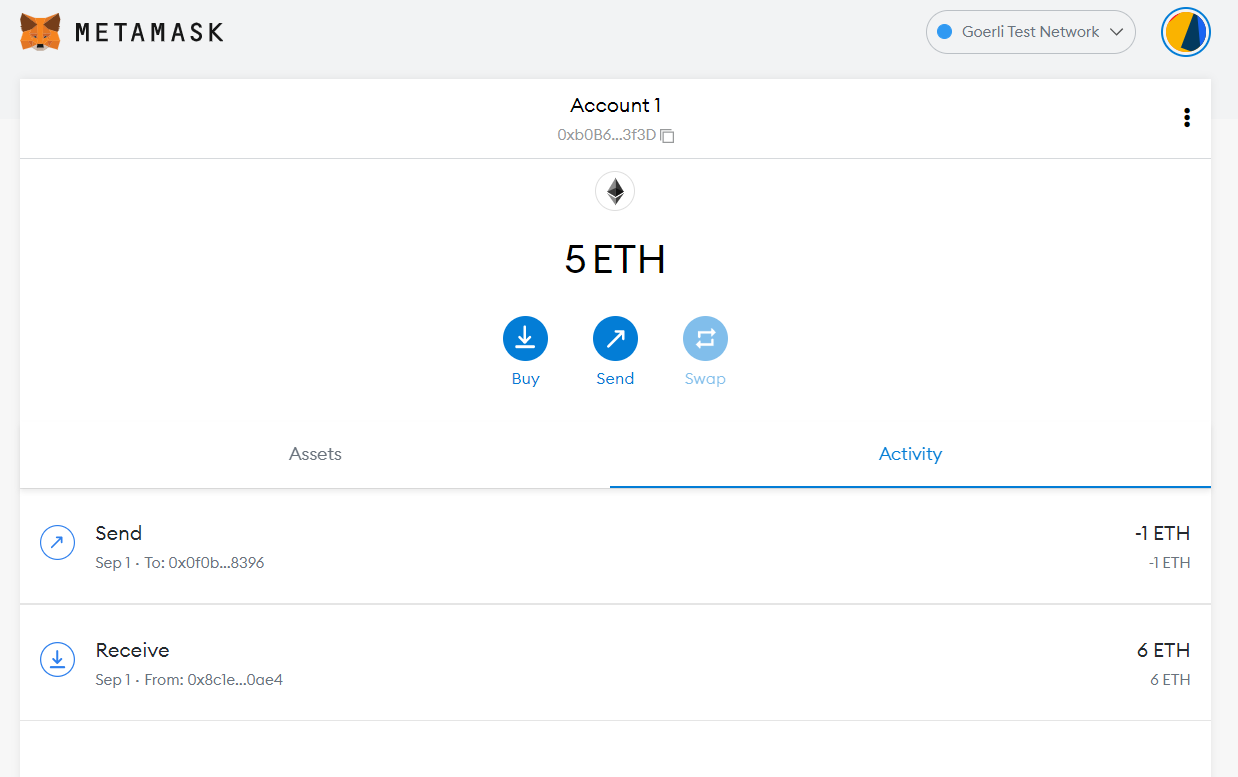 METAMASK
Goerli Test Network
Account 1
0xb0B6...3f3D
5 ETH
Buy Send Swap
Assets Activity
Send -1 ETH
Sep 1 · To: 0x0f0b...8396 -1 ETH
Receive 6 ETH
Sep 1 · From: 0x8c1e...0ae4 6 ETH